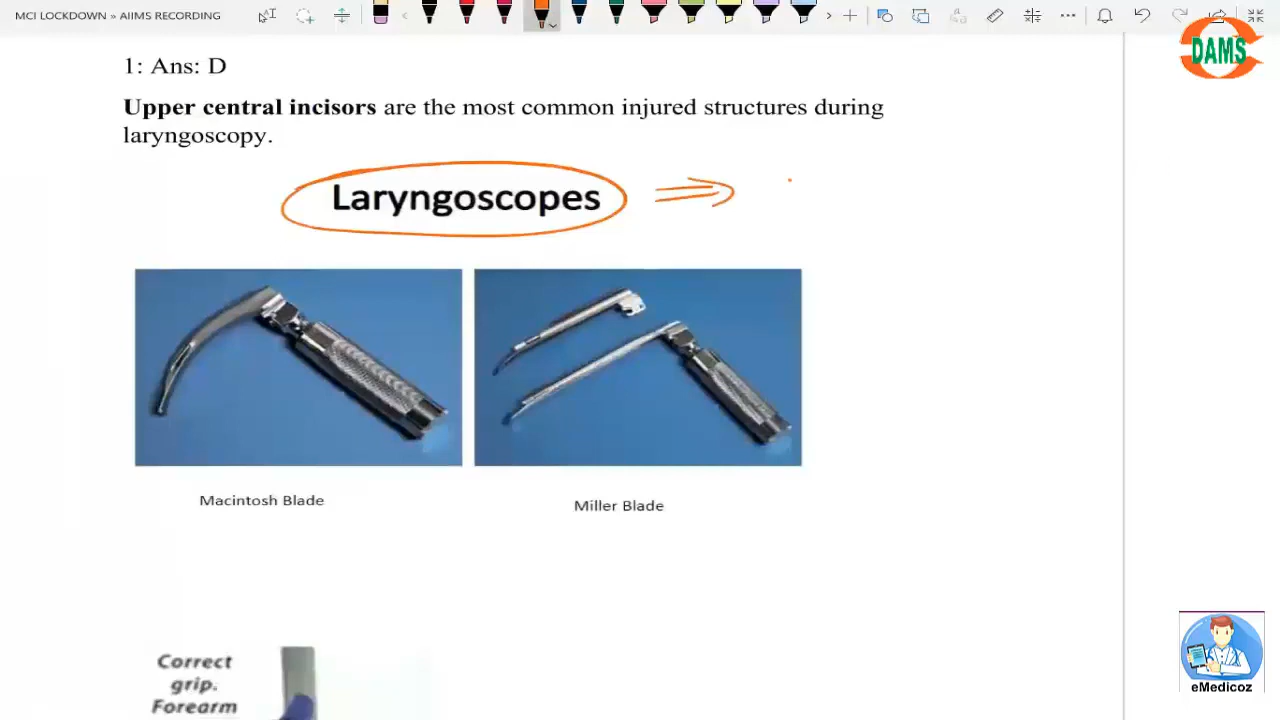 MCI LOCKDOWN » AIIMS RECORDING
DAMS
1: Ans: D
Upper central incisors are the most common injured structures during
laryngoscopy.
Laryngoscopes
Macintosh Blade
Miller Blade
Correct
grip.
Forearm
eMedicoz